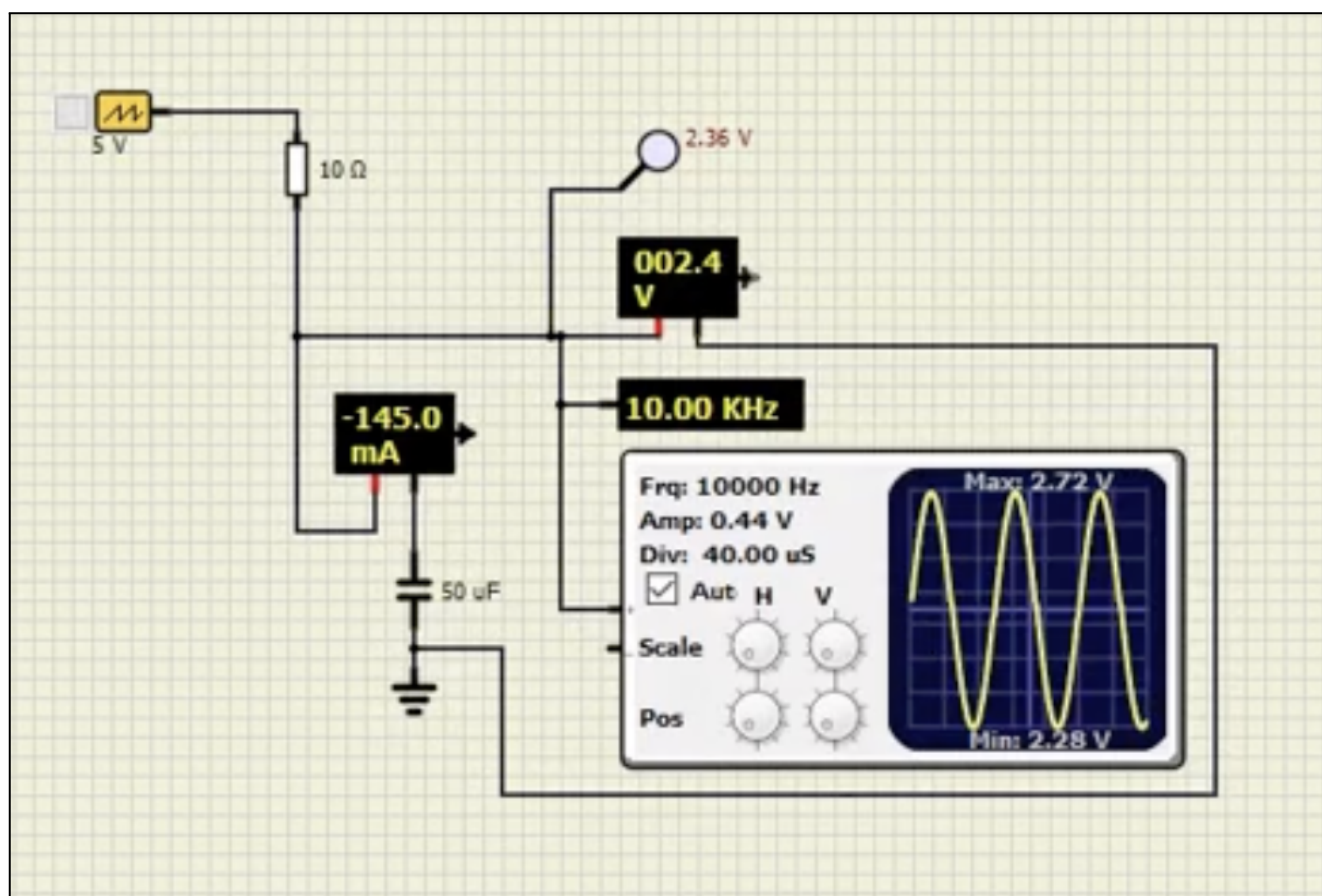 5 V
10 Ω
2.36 V
002.4
V
-145.0
mA
10.00 KHz
50 uF
Frq: 10000 Hz
Amp: 0.44 V
Div: 40.00 uS
Aut H V
Scale
Pos
Max: 2.72 V
Min: 2.28 V